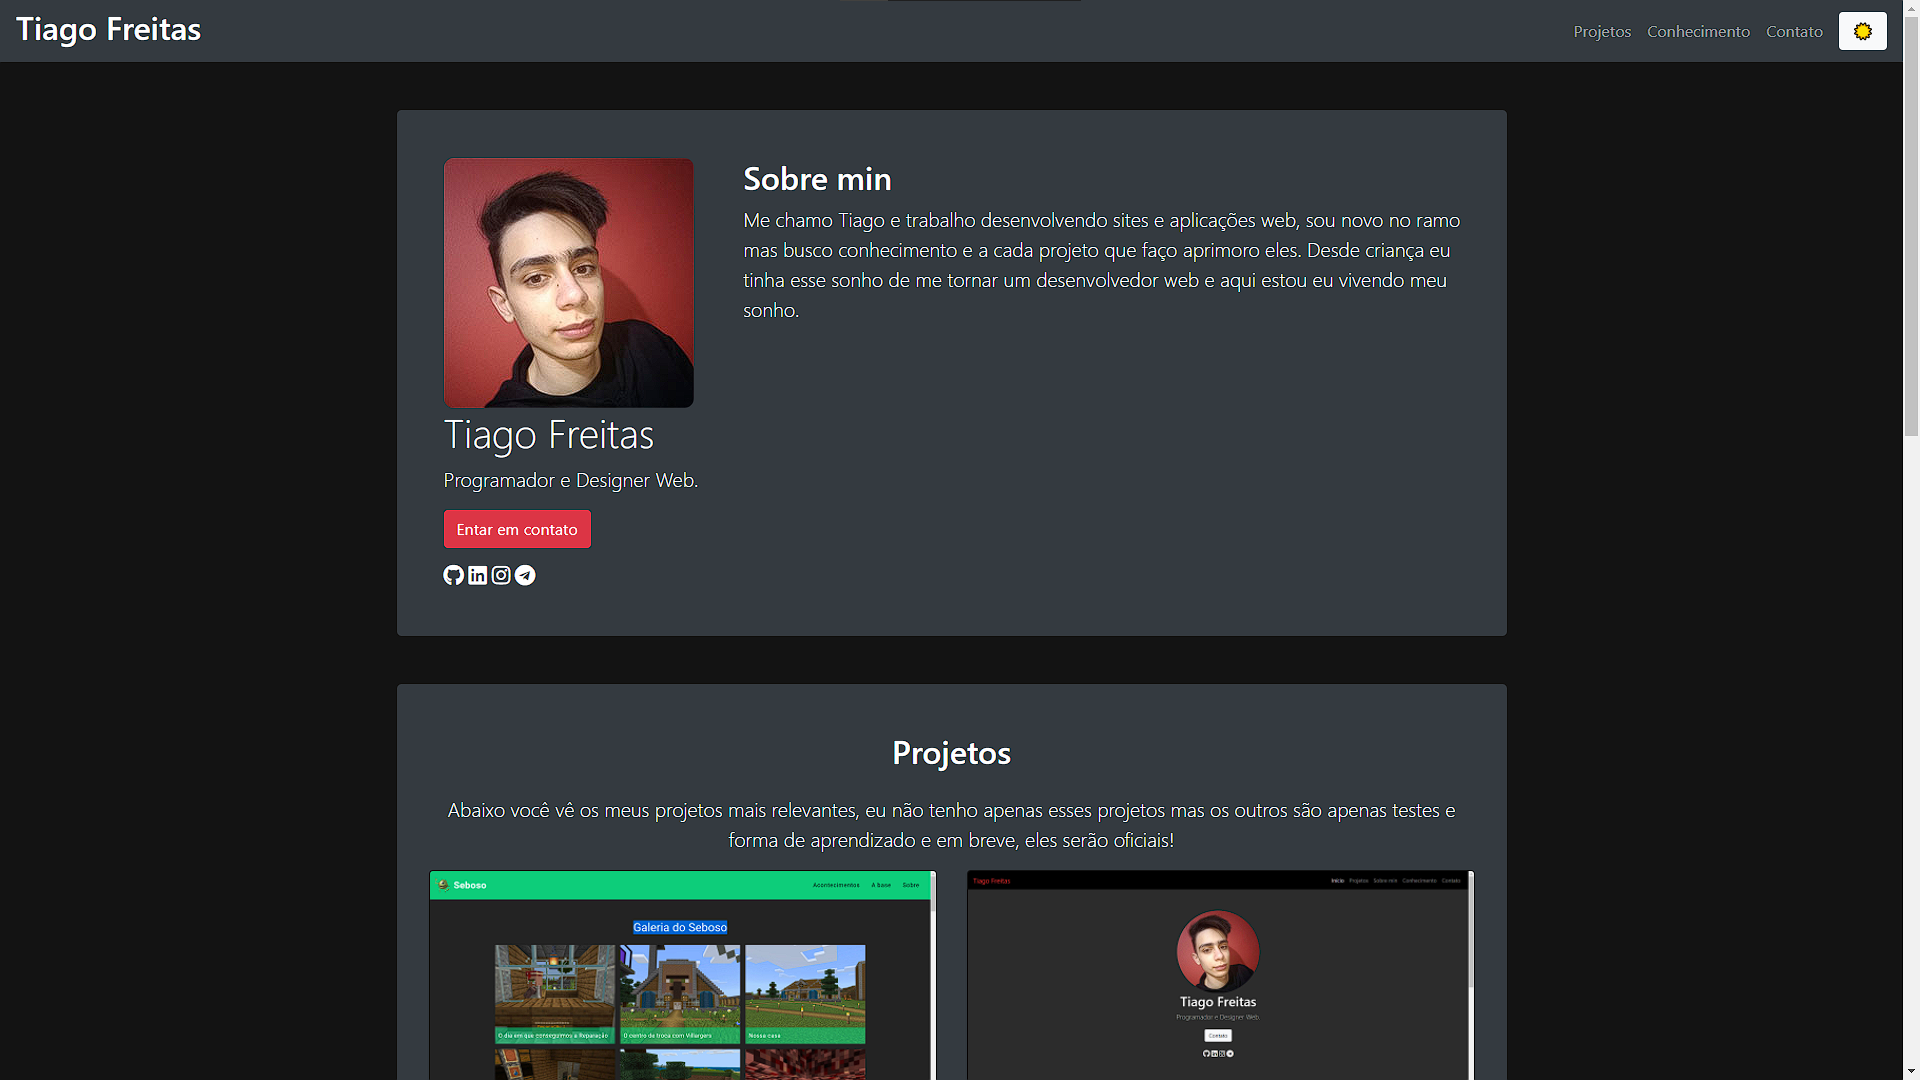 Tiago Freitas
Projetos Conhecimento Contato
Sobre min
Me chamo Tiago e trabalho desenvolvendo sites e aplicações web, sou novo no ramo
mas busco conhecimento e a cada projeto que faço aprimoro eles. Desde criança eu
tinha esse sonho de me tornar um desenvolvedor web e aqui estou eu vivendo meu
sonho.
Tiago Freitas
Programador e Designer Web.
Entar em contato
Projetos
Abaixo você vê os meus projetos mais relevantes, eu não tenho apenas esses projetos mas os outros são apenas testes e
forma de aprendizado e em breve, eles serão oficiais!
Seboso
Acontecimentos A base Sobre
Galeria do Seboso
O dia em que conseguimos a Reparação
O centro de troca com Villargers
Nossa casa
Tiago Freitas
Início Projetos Sobre min Conhecimento Contato
Tiago Freitas
Programador e Designer Web
Contato